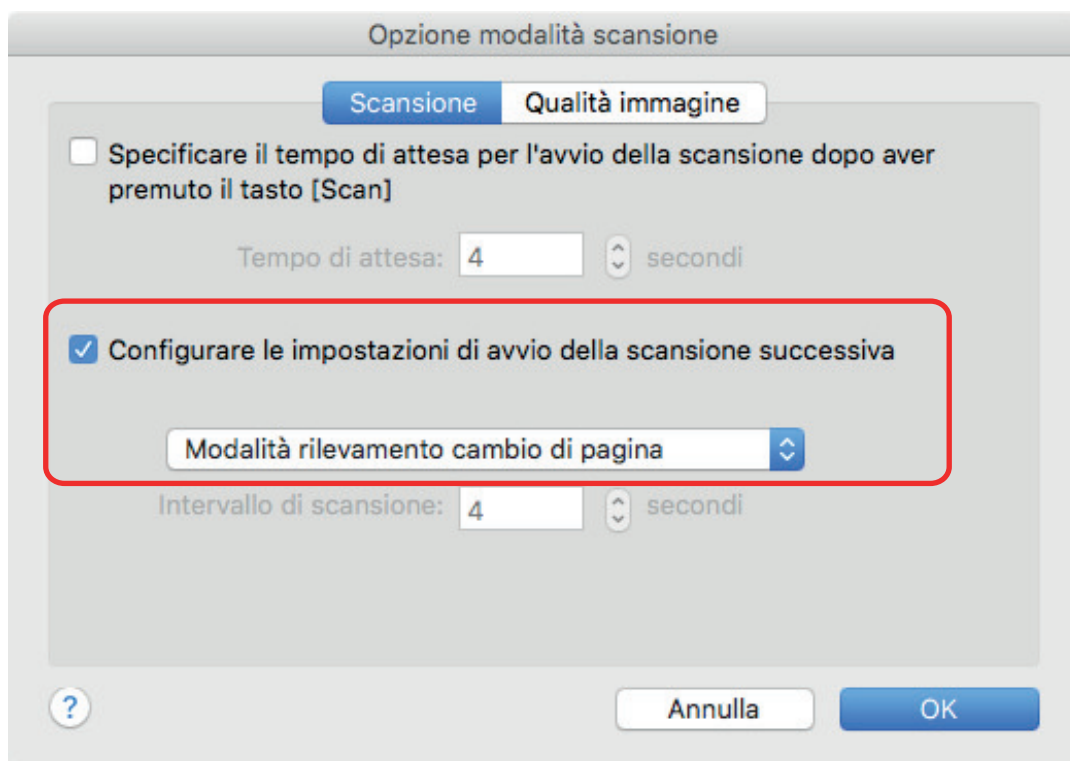 Opzione modalità scansione
Scansione
Qualità immagine
Specificare il tempo di attesa per l'avvio della scansione dopo aver
premuto il tasto [Scan]
Tempo di attesa: 4 secondi
Configurare le impostazioni di avvio della scansione successiva
Modalità rilevamento cambio di pagina
Intervallo di scansione: 4 secondi
?
Annulla
OK